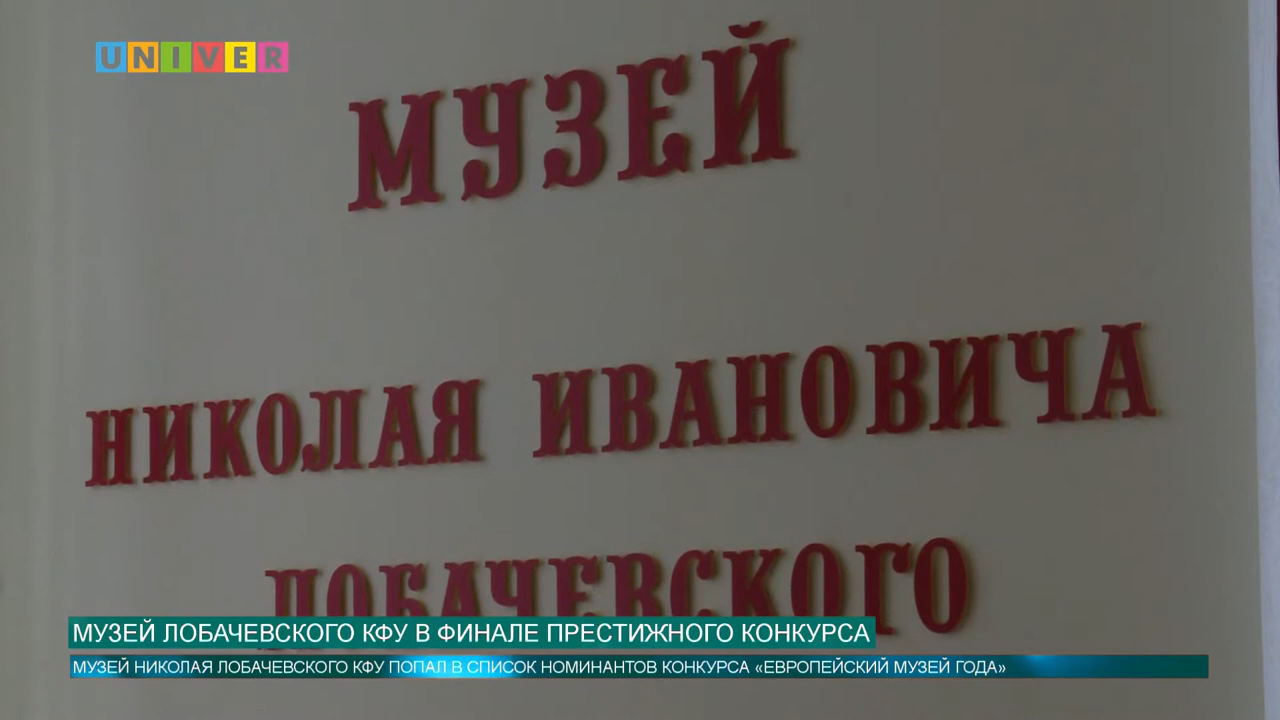 UNIVER
МУЗЕЙ
НИКОЛАЯ ИВАНОВИЧА
ЛОБАЧЕВСКОГО
МУЗЕЙ ЛОБАЧЕВСКОГО КФУ В ФИНАЛЕ ПРЕСТИЖНОГО КОНКУРСА
МУЗЕЙ НИКОЛАЯ ЛОБАЧЕВСКОГО КФУ ПОПАЛ В СПИСОК НОМИНАНТОВ КОНКУРСА «ЕВРОПЕЙСКИЙ МУЗЕЙ ГОДА»